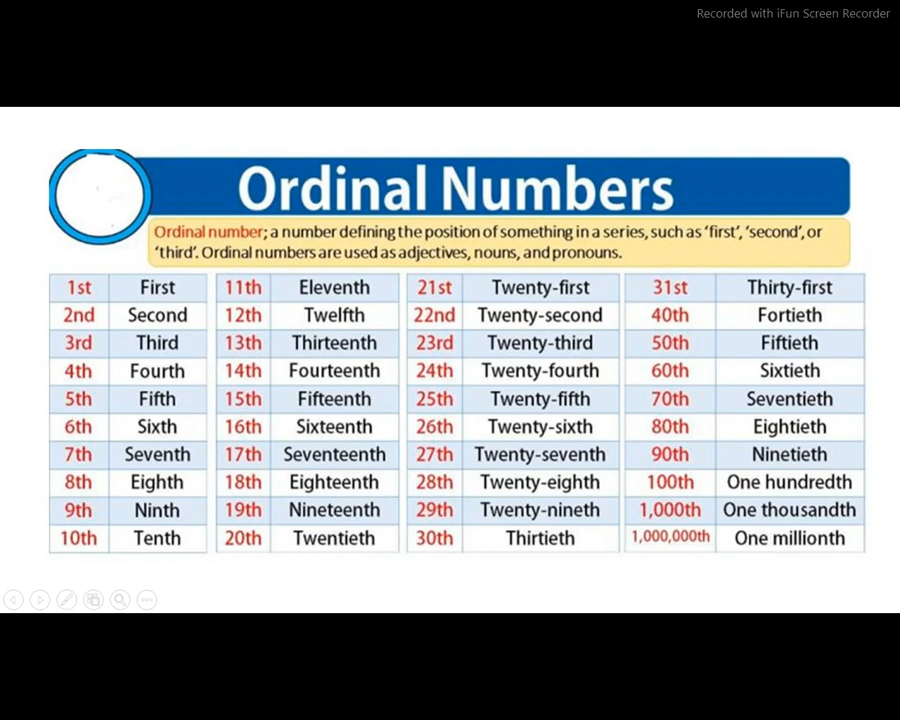 Recorded with iFun Screen Recorder
Ordinal Numbers
Ordinal number; a number defining the position of something in a series, such as ‘first’, ‘second’, or
‘third’. Ordinal numbers are used as adjectives, nouns, and pronouns.
1st First 11th Eleventh 21st Twenty-first 31st Thirty-first
2nd Second 12th Twelfth 22nd Twenty-second 40th Fortieth
3rd Third 13th Thirteenth 23rd Twenty-third 50th Fiftieth
4th Fourth 14th Fourteenth 24th Twenty-fourth 60th Sixtieth
5th Fifth 15th Fifteenth 25th Twenty-fifth 70th Seventieth
6th Sixth 16th Sixteenth 26th Twenty-sixth 80th Eightieth
7th Seventh 17th Seventeenth 27th Twenty-seventh 90th Ninetieth
8th Eighth 18th Eighteenth 28th Twenty-eighth 100th One hundredth
9th Ninth 19th Nineteenth 29th Twenty-nineth 1,000th One thousandth
10th Tenth 20th Twentieth 30th Thirtieth 1,000,000th One millionth